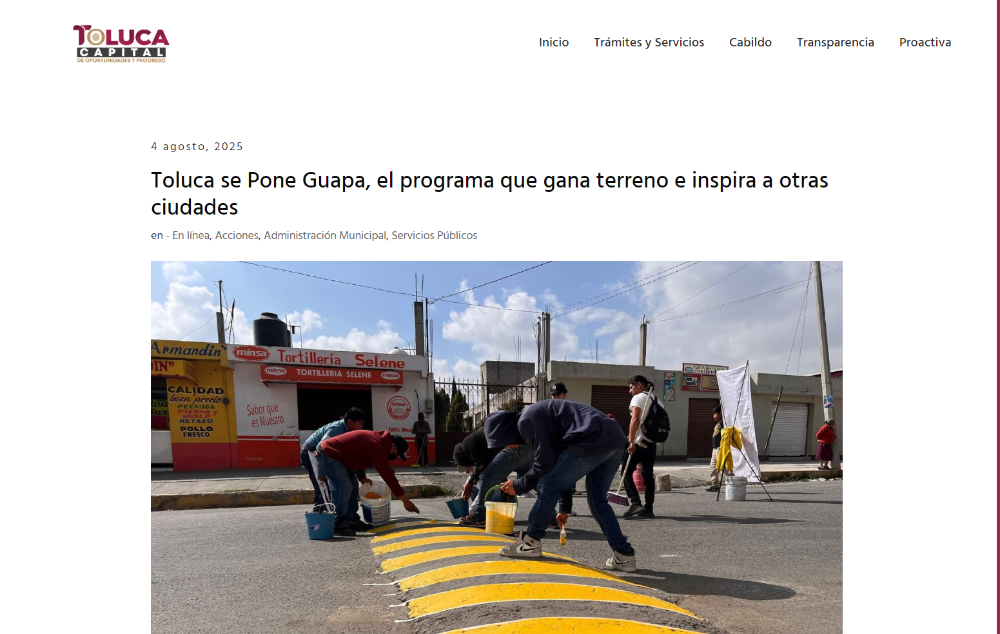 TOLUCA
CAPITAL
DE OPORTUNIDADES Y PROGRESO
Inicio
Trámites y Servicios
Cabildo
Transparencia
Proactiva
4 agosto, 2025
Toluca se Pone Guapa, el programa que gana terreno e inspira a otras
ciudades
en - En línea, Acciones, Administración Municipal, Servicios Públicos
Armandin
DIN"
CALIDAD
buen precio
PECHUGA
PIERNA y
MUSLO
RETAZO
POLLO
FRESCO
minsa Tortillería Selene
minsa TORTILLERIA SELENE minsa
Sabor que
es Nuestro
minsa
100% Maíz
TRÁMITES